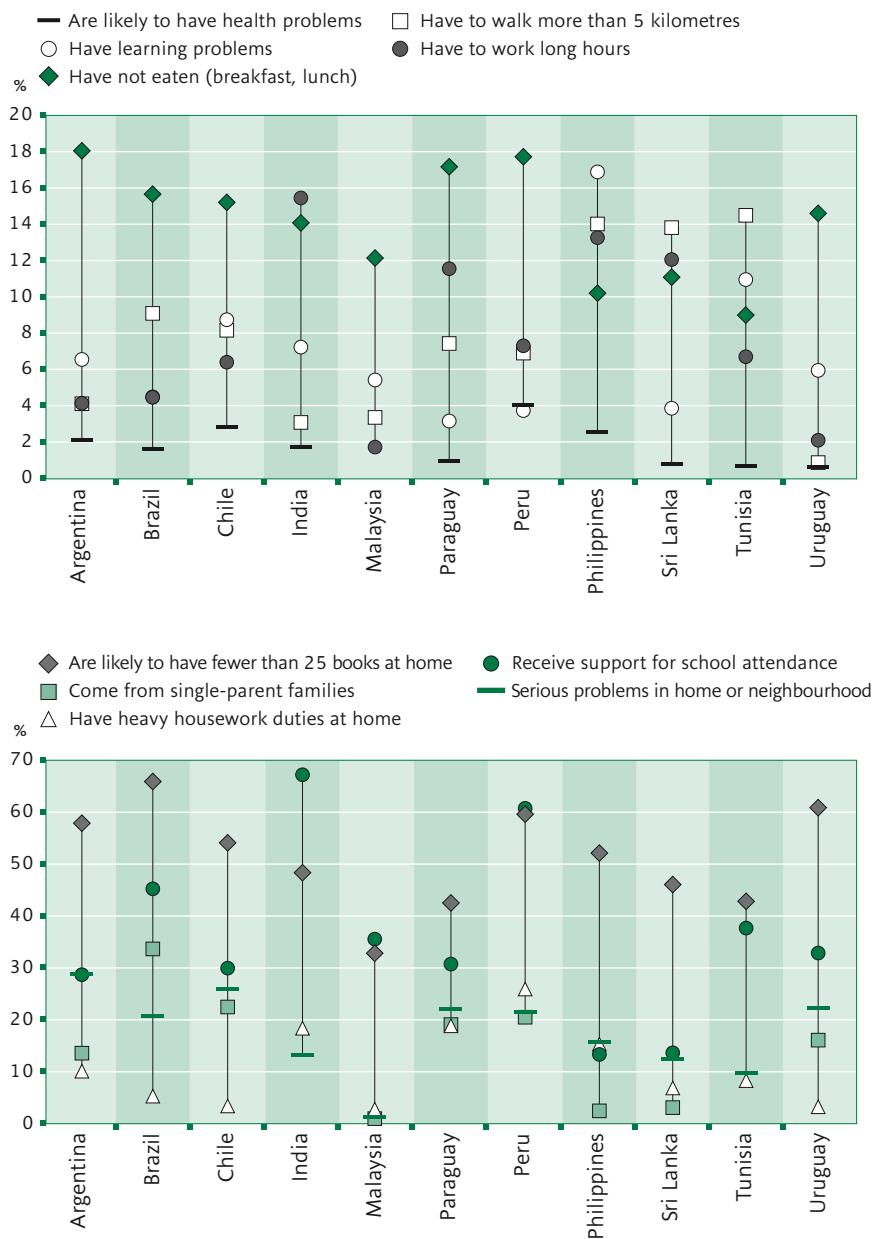 Are likely to have health problems
Have to walk more than 5 kilometres
Have learning problems
Have to work long hours
Have not eaten (breakfast, lunch)
%
20
18
16
14
12
10
8
6
4
2
0
Argentina
Brazil
Chile
India
Malaysia
Paraguay
Peru
Philippines
Sri Lanka
Tunisia
Uruguay
Are likely to have fewer than 25 books at home
Receive support for school attendance
Come from single-parent families
Serious problems in home or neighbourhood
Have heavy housework duties at home
%
70
60
50
40
30
20
10
0
Argentina
Brazil
Chile
India
Malaysia
Paraguay
Peru
Philippines
Sri Lanka
Tunisia
Uruguay